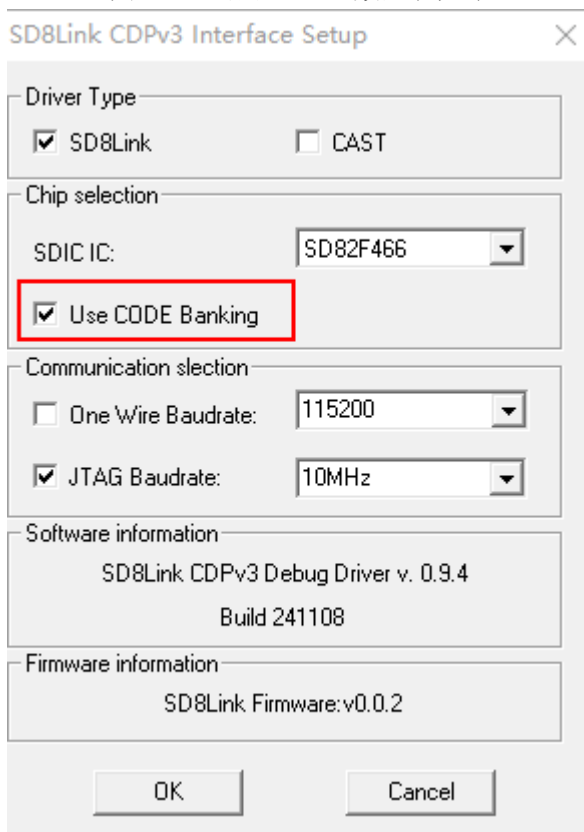 SD8Link CDPv3 Interface Setup
Driver Type
SD8Link CAST
Chip selection
SDIC IC: SD82F466
Use CODE Banking
Communication slection
One Wire Baudrate: 115200
JTAG Baudrate: 10MHz
Software information
SD8Link CDPv3 Debug Driver v. 0.9.4
Build 241108
Firmware information
SD8Link Firmware:v0.0.2
OK Cancel